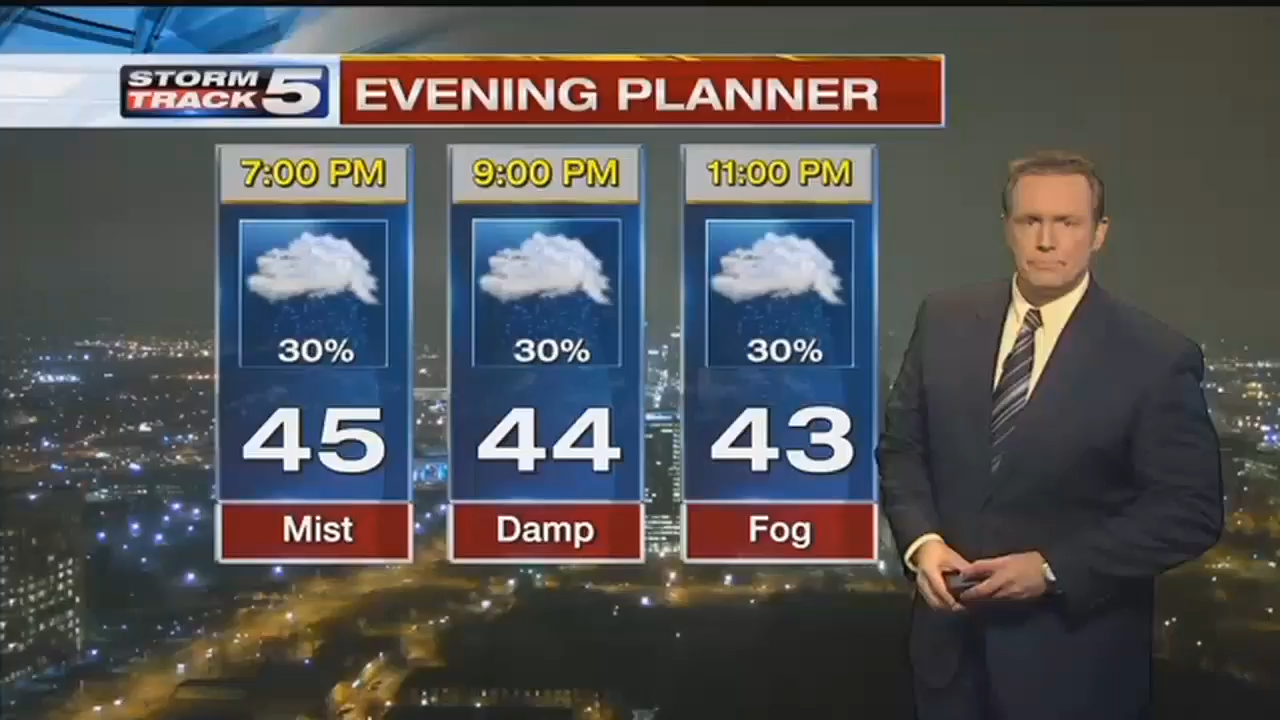 STORM
TRACK 5
EVENING PLANNER
7:00 PM
9:00 PM
11:00 PM
30%
30%
30%
45
44
43
Mist
Damp
Fog